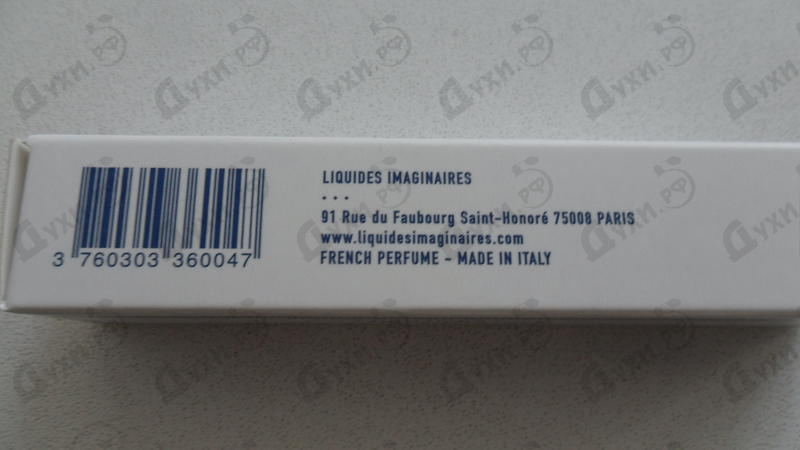 LIQUIDES IMAGINAIRES
...
91 Rue du Faubourg Saint-Honoré 75008 PARIS
www.liquidesimaginaires.com
FRENCH PERFUME - MADE IN ITALY
3 760303 360047
Духи.рф